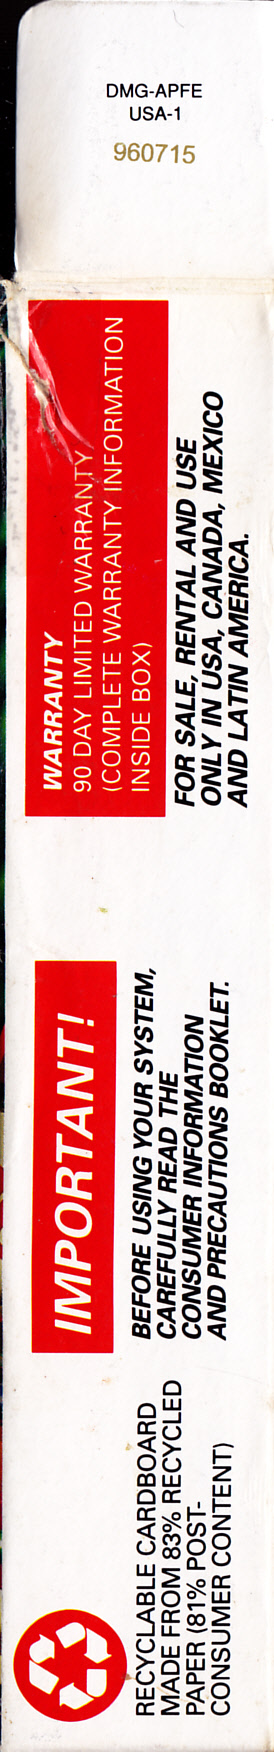 DMG-APFE
USA-1
960715
WARRANTY
90 DAY LIMITED WARRANTY
(COMPLETE WARRANTY INFORMATION
INSIDE BOX)
FOR SALE, RENTAL AND USE
ONLY IN USA, CANADA, MEXICO
AND LATIN AMERICA.
IMPORTANT!
BEFORE USING YOUR SYSTEM,
CAREFULLY READ THE
CONSUMER INFORMATION
AND PRECAUTIONS BOOKLET.
RECYCLABLE CARDBOARD
MADE FROM 83% RECYCLED
PAPER (81% POST-
CONSUMER CONTENT)